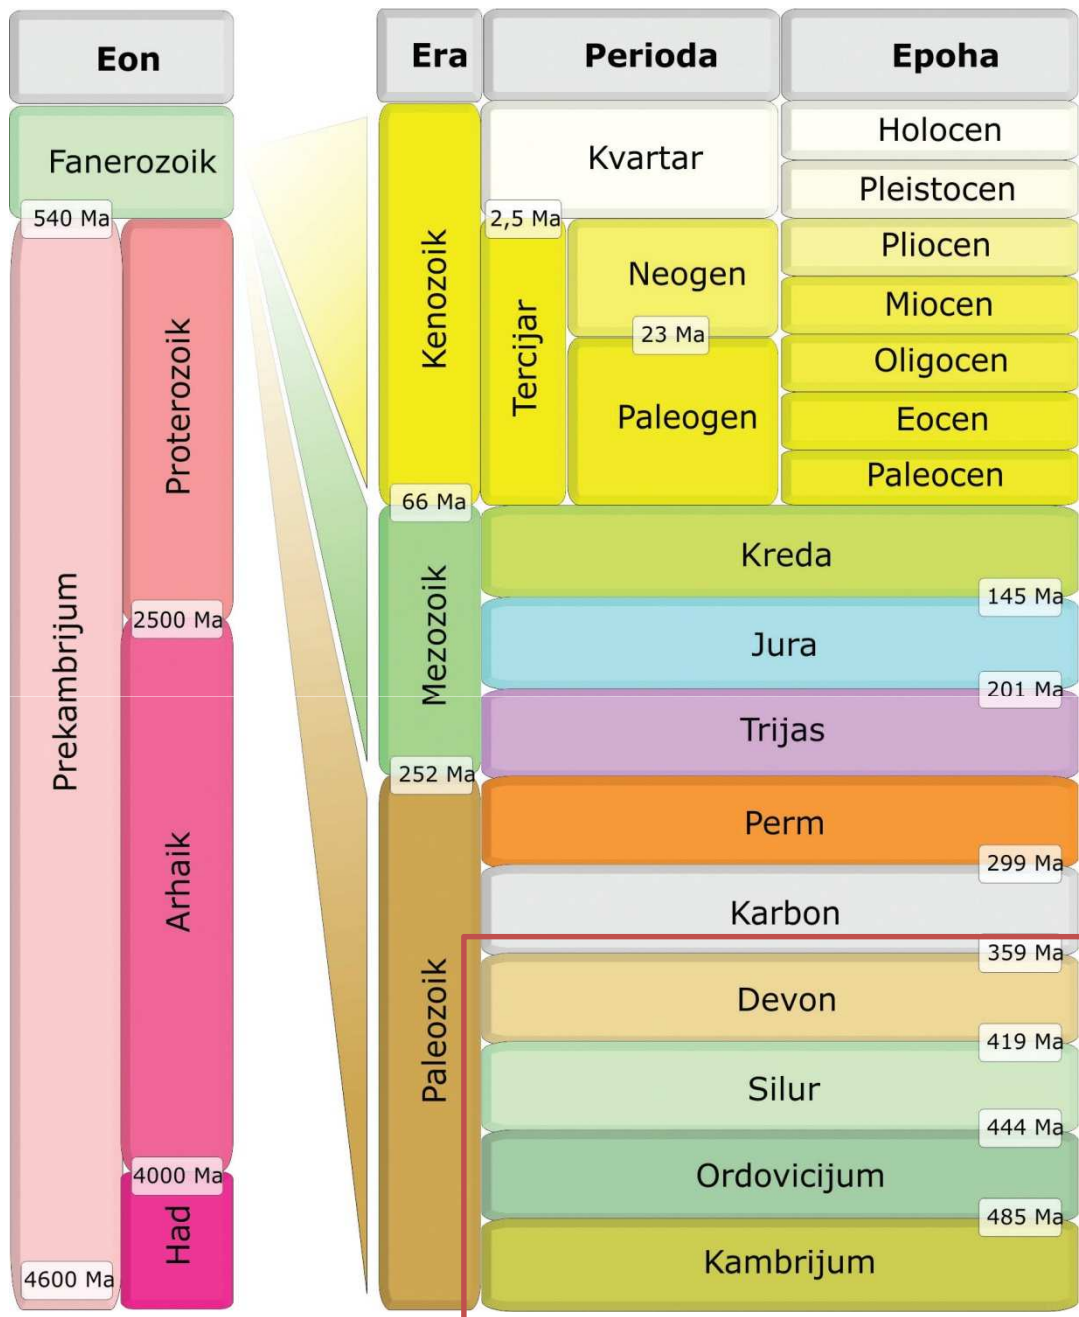 Eon
Fanerozoik
540 Ma
Prekambrijum
Proterozoik
2500 Ma
Arhaik
4000 Ma
Had
4600 Ma
Era
Perioda
Epoha
Kenozoik
Kvartar
Holocen
Pleistocen
2,5 Ma
Tercijar
Neogen
Pliocen
Miocen
23 Ma
Paleogen
Oligocen
Eocen
Paleocen
66 Ma
Mezozoik
Kreda
145 Ma
Jura
201 Ma
Trijas
252 Ma
Paleozoik
Perm
299 Ma
Karbon
359 Ma
Devon
419 Ma
Silur
444 Ma
Ordovicijum
485 Ma
Kambrijum